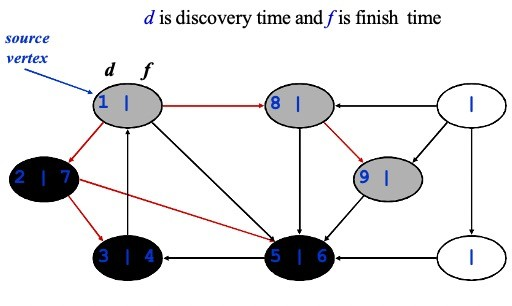 d is discovery time and f is finish time
source
vertex
d f
1 |
8 |
|
2 | 7
9 |
3 | 4
5 | 6
|